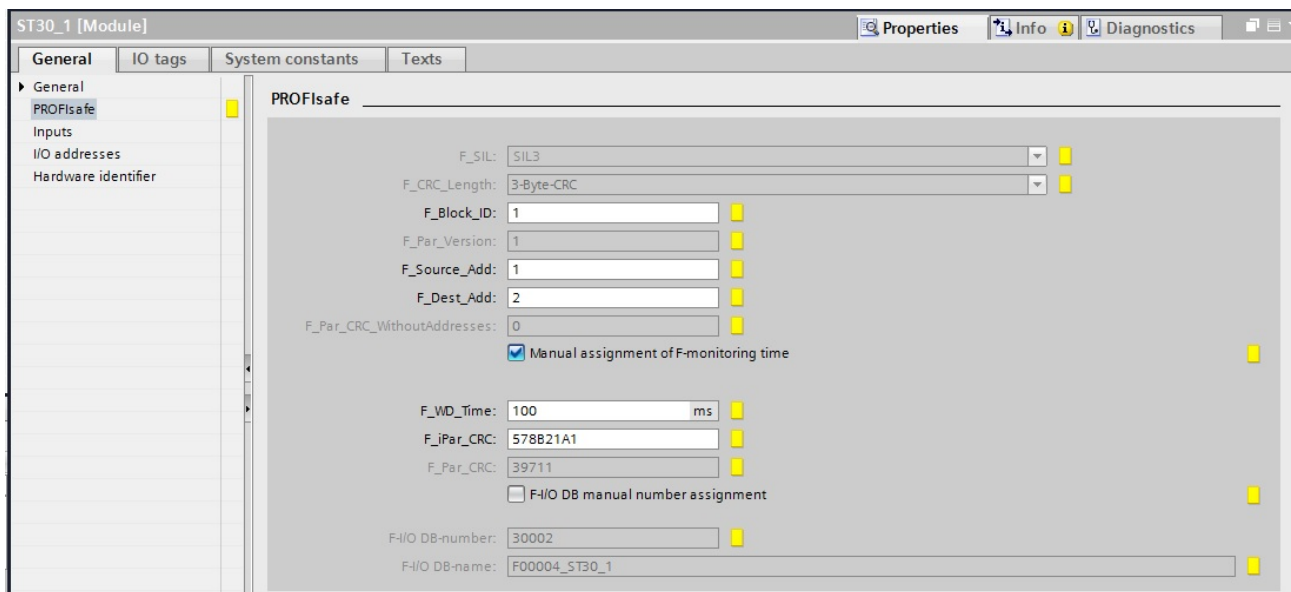 ST30_1 [Module]
Properties Info Diagnostics
General IO tags System constants Texts
General
PROFIsafe
Inputs
I/O addresses
Hardware identifier
PROFIsafe
F_SIL: SIL3
F_CRC_Length: 3-Byte-CRC
F_Block_ID: 1
F_Par_Version: 1
F_Source_Add: 1
F_Dest_Add: 2
F_Par_CRC_WithoutAddresses: 0
Manual assignment of F-monitoring time
F_WD_Time: 100 ms
F_iPar_CRC: 578B21A1
F_Par_CRC: 39711
F-I/O DB manual number assignment
F-I/O DB-number: 30002
F-I/O DB-name: F00004_ST30_1